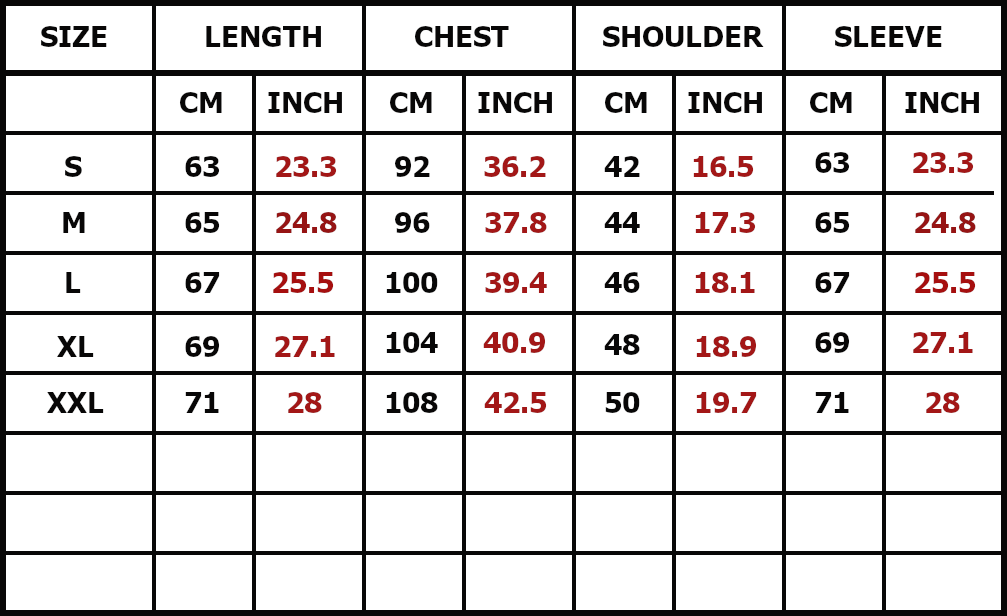 SIZE LENGTH CHEST SHOULDER SLEEVE
CM INCH CM INCH CM INCH CM INCH
S 63 23.3 92 36.2 42 16.5 63 23.3
M 65 24.8 96 37.8 44 17.3 65 24.8
L 67 25.5 100 39.4 46 18.1 67 25.5
XL 69 27.1 104 40.9 48 18.9 69 27.1
XXL 71 28 108 42.5 50 19.7 71 28